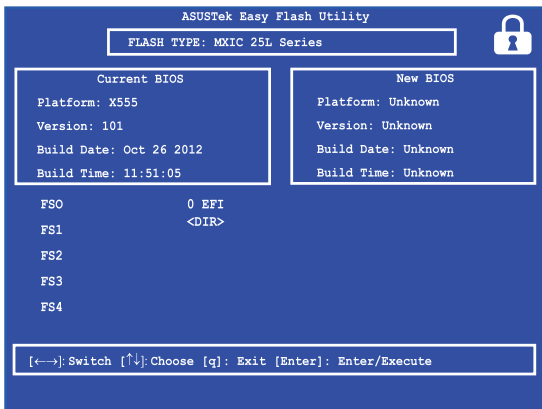 ASUSTek Easy Flash Utility
FLASH TYPE: MXIC 25L Series
Current BIOS
Platform: X555
Version: 101
Build Date: Oct 26 2012
Build Time: 11:51:05
New BIOS
Platform: Unknown
Version: Unknown
Build Date: Unknown
Build Time: Unknown
FSO 0 EFI
<DIR>
FS1
FS2
FS3
FS4
[←→]: Switch [↑↓]: Choose [q]: Exit [Enter]: Enter/Execute